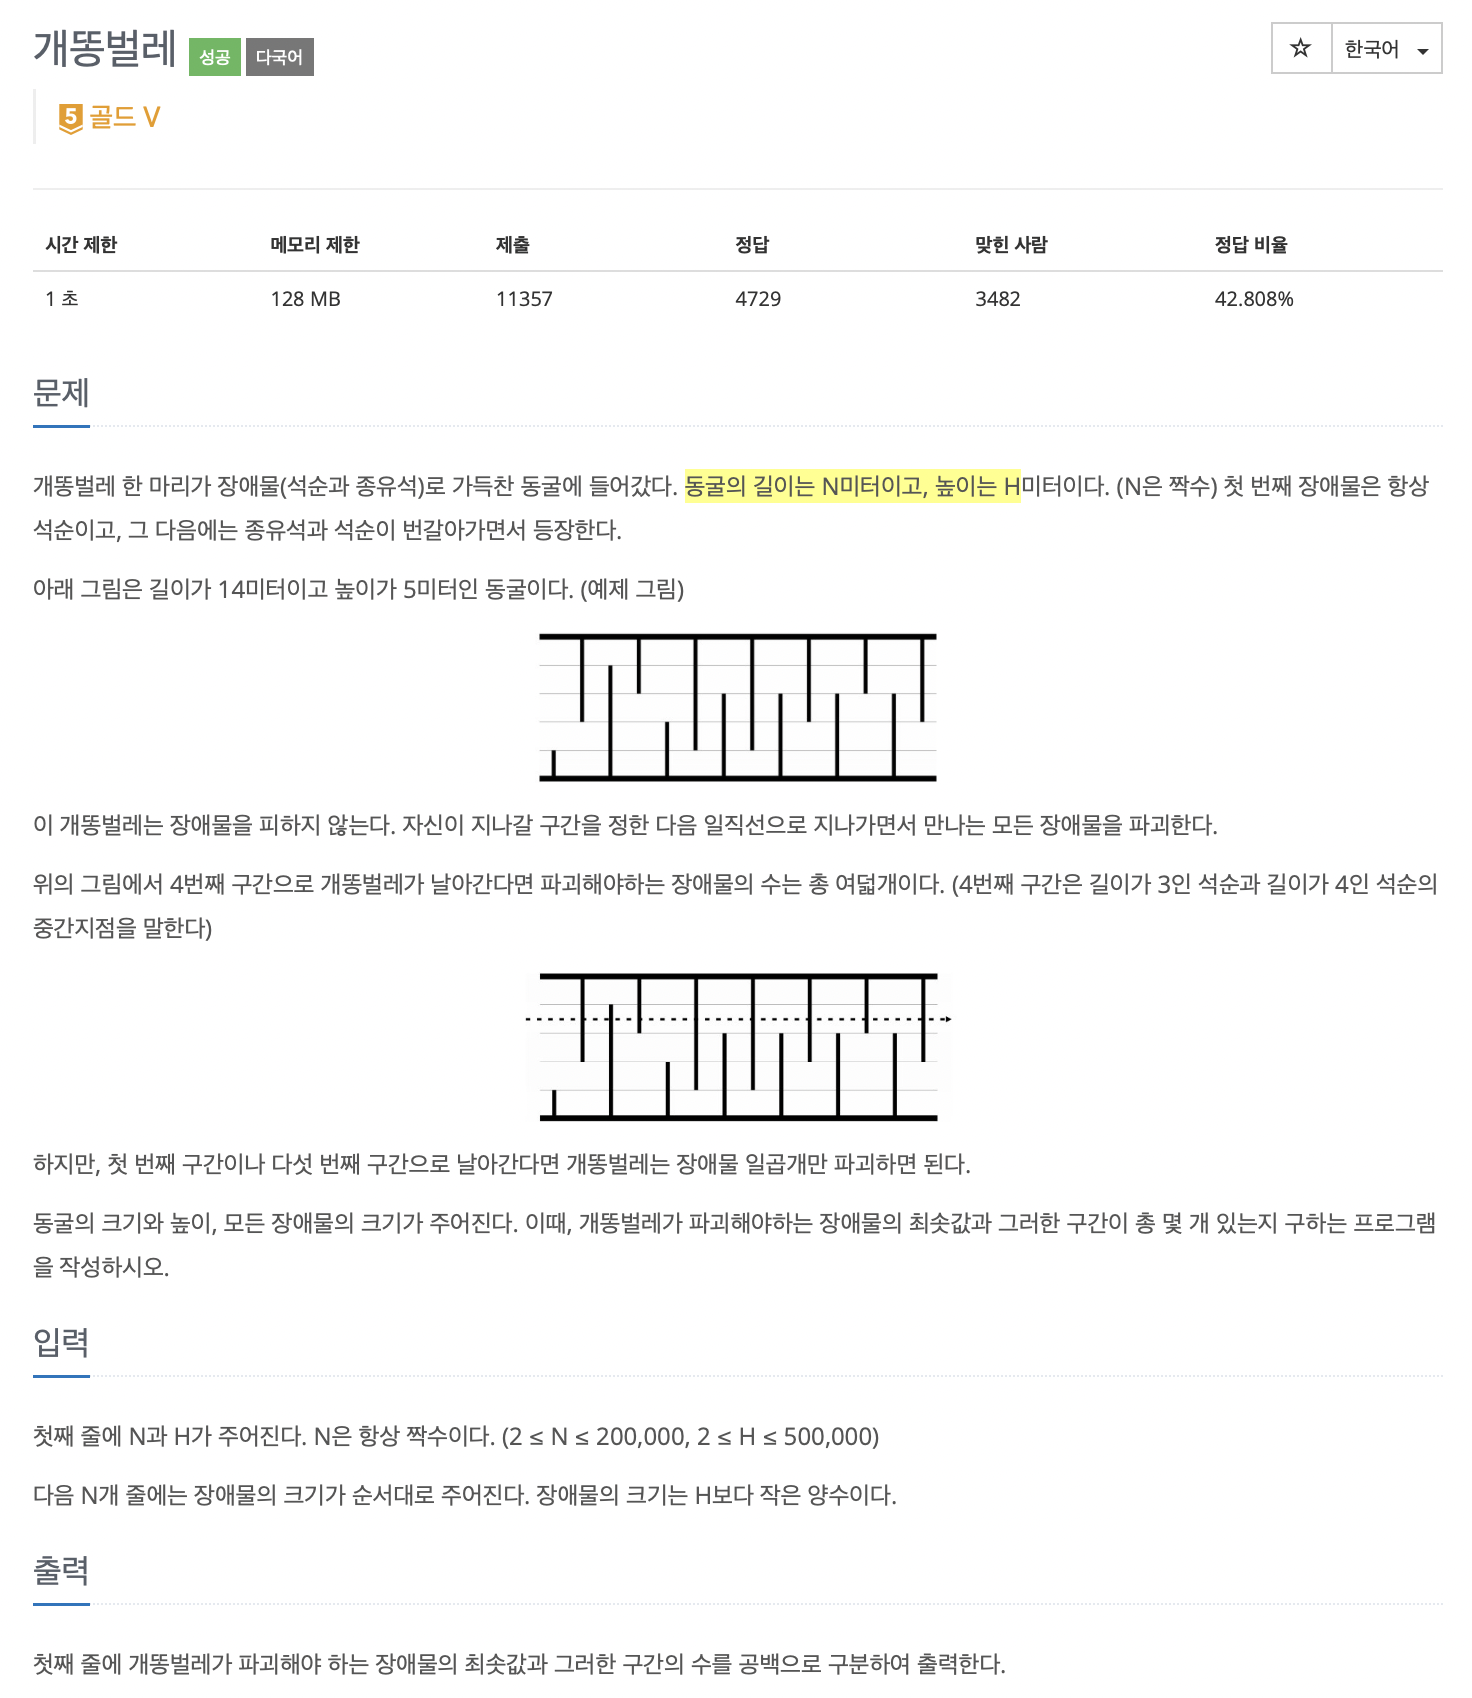 개똥벌레 성공 다국어
한국어
5 골드 V
시간 제한 메모리 제한 제출 정답 맞힌 사람 정답 비율
1 초 128 MB 11357 4729 3482 42.808%
문제
개똥벌레 한 마리가 장애물(석순과 종유석)로 가득찬 동굴에 들어갔다. 동굴의 길이는 N미터이고, 높이는 H미터이다. (N은 짝수) 첫 번째 장애물은 항상
석순이고, 그 다음에는 종유석과 석순이 번갈아가면서 등장한다.
아래 그림은 길이가 14미터이고 높이가 5미터인 동굴이다. (예제 그림)
이 개똥벌레는 장애물을 피하지 않는다. 자신이 지나갈 구간을 정한 다음 일직선으로 지나가면서 만나는 모든 장애물을 파괴한다.
위의 그림에서 4번째 구간으로 개똥벌레가 날아간다면 파괴해야하는 장애물의 수는 총 여덟개이다. (4번째 구간은 길이가 3인 석순과 길이가 4인 석순의
중간지점을 말한다)
하지만, 첫 번째 구간이나 다섯 번째 구간으로 날아간다면 개똥벌레는 장애물 일곱개만 파괴하면 된다.
동굴의 크기와 높이, 모든 장애물의 크기가 주어진다. 이때, 개똥벌레가 파괴해야하는 장애물의 최솟값과 그러한 구간이 총 몇 개 있는지 구하는 프로그램
을 작성하시오.
입력
첫째 줄에 N과 H가 주어진다. N은 항상 짝수이다. (2 ≤ N ≤ 200,000, 2 ≤ H ≤ 500,000)
다음 N개 줄에는 장애물의 크기가 순서대로 주어진다. 장애물의 크기는 H보다 작은 양수이다.
출력
첫째 줄에 개똥벌레가 파괴해야 하는 장애물의 최솟값과 그러한 구간의 수를 공백으로 구분하여 출력한다.